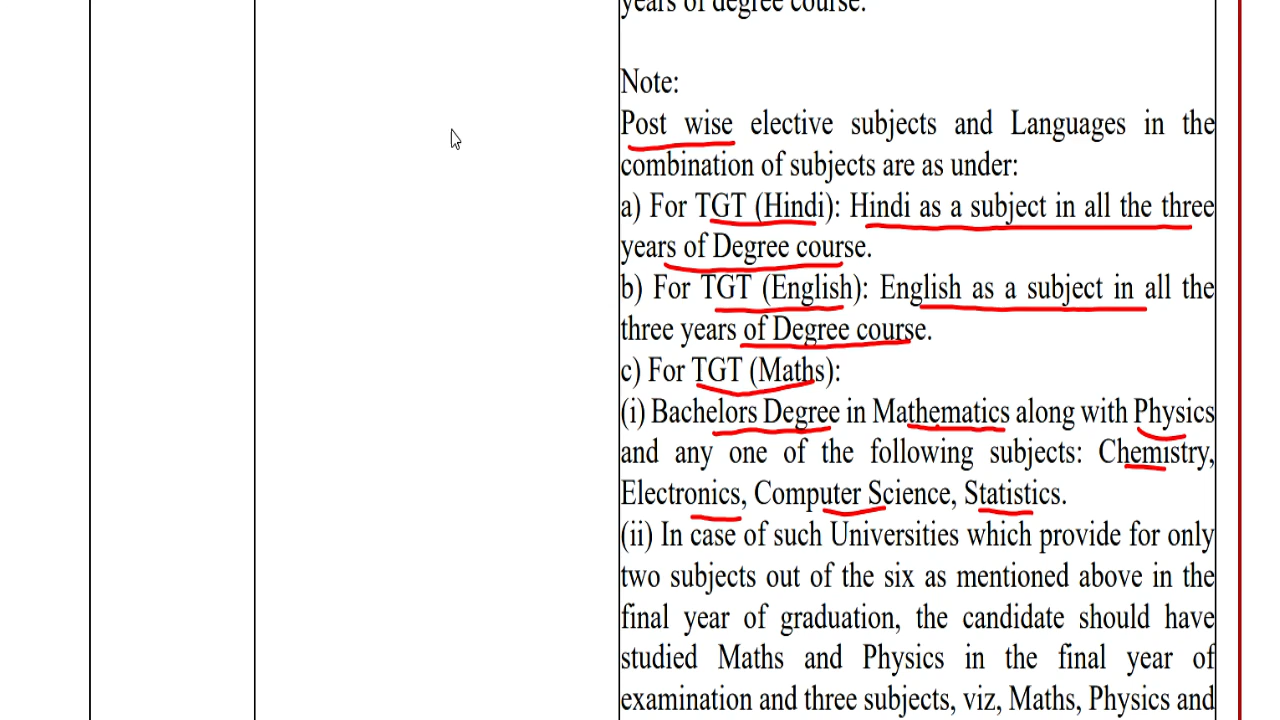 years of degree course.
Note:
Post wise elective subjects and Languages in the
combination of subjects are as under:
a) For TGT (Hindi): Hindi as a subject in all the three
years of Degree course.
b) For TGT (English): English as a subject in all the
three years of Degree course.
c) For TGT (Maths):
(i) Bachelors Degree in Mathematics along with Physics
and any one of the following subjects: Chemistry,
Electronics, Computer Science, Statistics.
(ii) In case of such Universities which provide for only
two subjects out of the six as mentioned above in the
final year of graduation, the candidate should have
studied Maths and Physics in the final year of
examination and three subjects, viz, Maths, Physics and